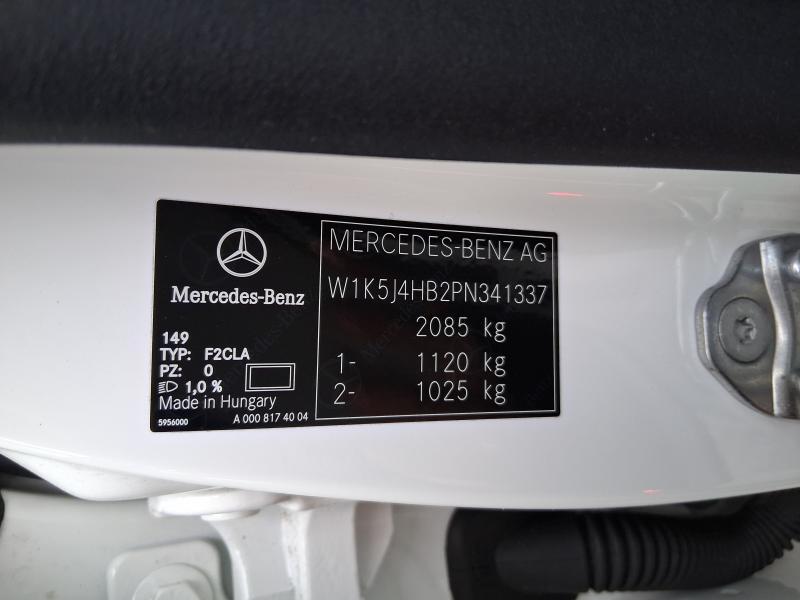 Mercedes-Benz
149
TYP: F2CLA
PZ: 0
1,0 %
Made in Hungary
5956000 A 000 817 40 04
MERCEDES-BENZ AG
W1K5J4HB2PN341337
2085 kg
1- 1120 kg
2- 1025 kg